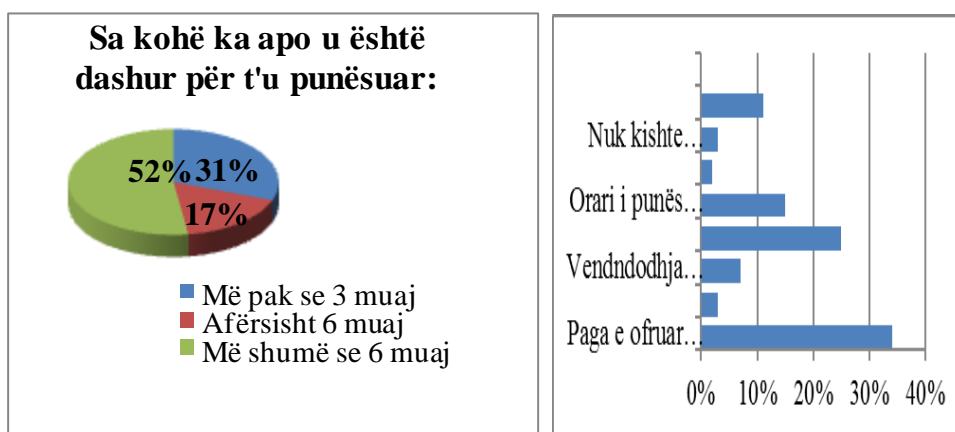 Sa kohë ka apo u është
dashur për t'u punësuar:
52% 31%
17%
Më pak se 3 muaj
Afërsisht 6 muaj
Më shumë se 6 muaj
Nuk kishte...
Orari i punës...
Vendndodhja...
Paga e ofruar...
0% 10% 20% 30% 40%